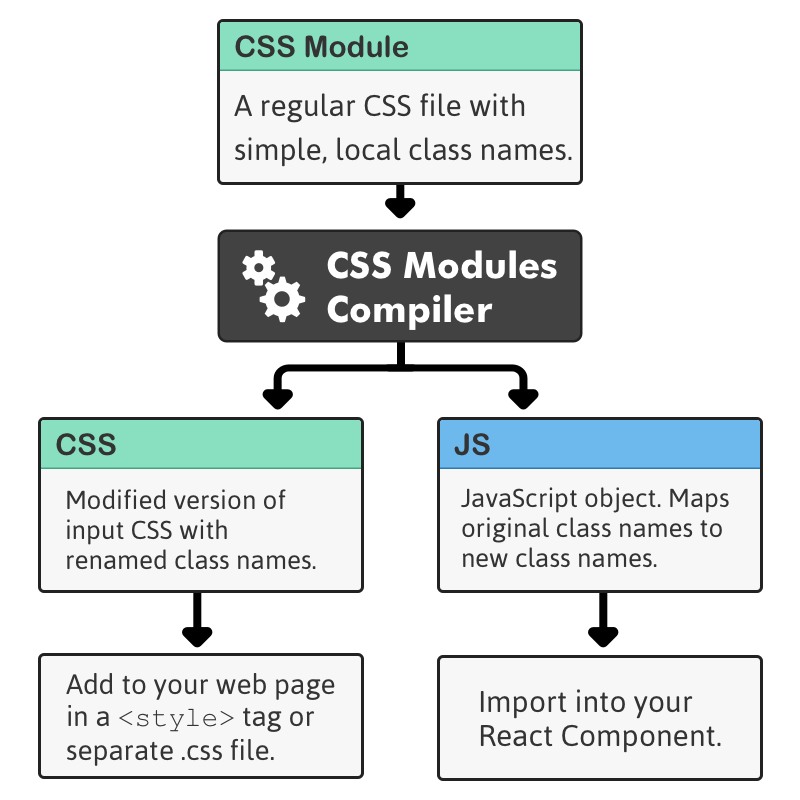 CSS Module
A regular CSS file with
simple, local class names.
CSS Modules
Compiler
CSS
Modified version of
input CSS with
renamed class names.
JS
JavaScript object. Maps
original class names to
new class names.
Add to your web page
in a <style> tag or
separate .css file.
Import into your
React Component.